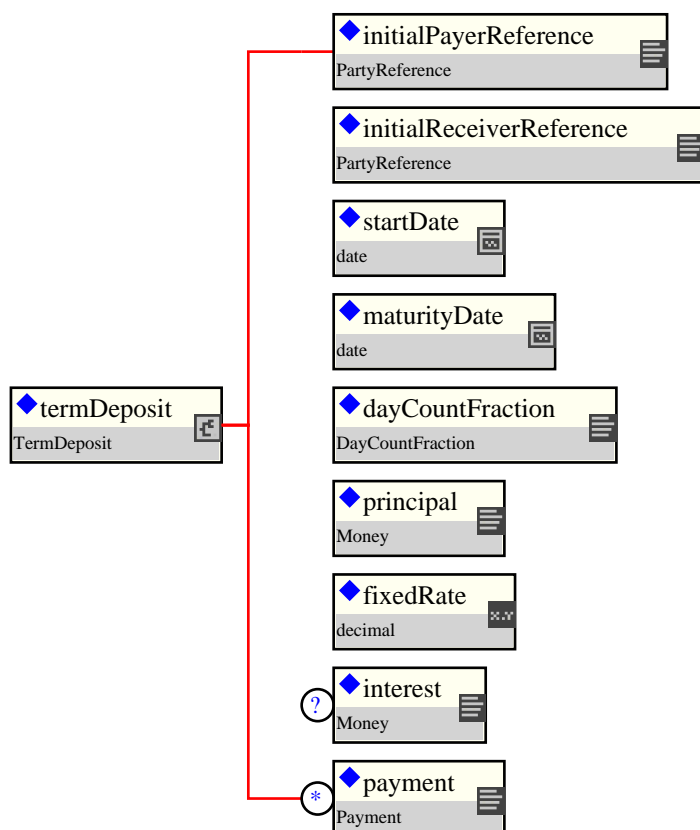 initialPayerReference
PartyReference
initialReceiverReference
PartyReference
startDate
date
maturityDate
date
termDeposit
TermDeposit
dayCountFraction
DayCountFraction
principal
Money
fixedRate
x.y
decimal
interest
?
Money
payment
*
Payment